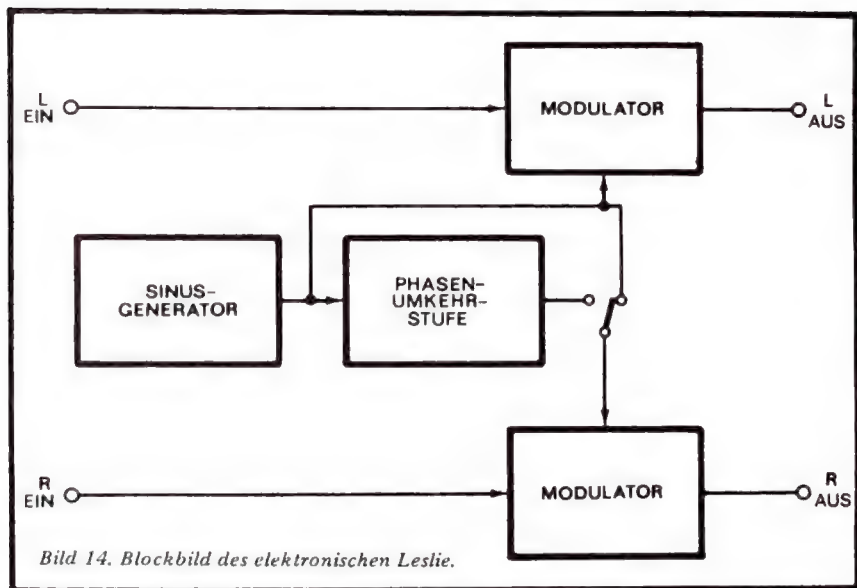 L
EIN
MODULATOR
L
AUS
SINUS-
GENERATOR
PHASEN-
UMKEHR-
STUFE
R
EIN
MODULATOR
R
AUS
Bild 14. Blockbild des elektronischen Leslie.